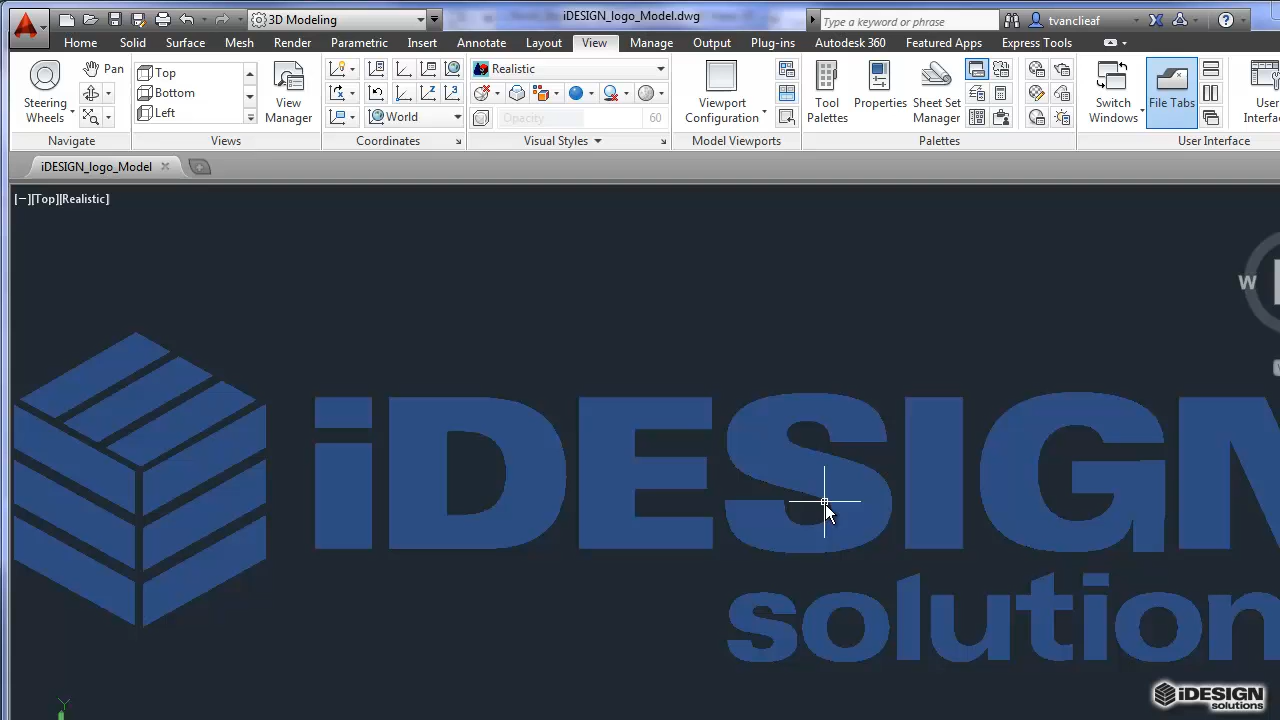 3D Modeling
iDESIGN_logo_Model.dwg
Type a keyword or phrase
tvanclieaf
Home Solid Surface Mesh Render Parametric Insert Annotate Layout View Manage Output Plug-ins Autodesk 360 Featured Apps Express Tools
Steering
Wheels
Pan
Navigate
Top
Bottom
Left
View
Manager
Views
World
Coordinates
Realistic
Opacity 60
Visual Styles
Viewport
Configuration
Model Viewports
Tool
Palettes
Properties
Sheet Set
Manager
Palettes
Switch
Windows
File Tabs
User
Interfa
User Interface
iDESIGN_logo_Model
[−][Top][Realistic]
W
iDESIGN
solution
Y
iDESIGN
solutions